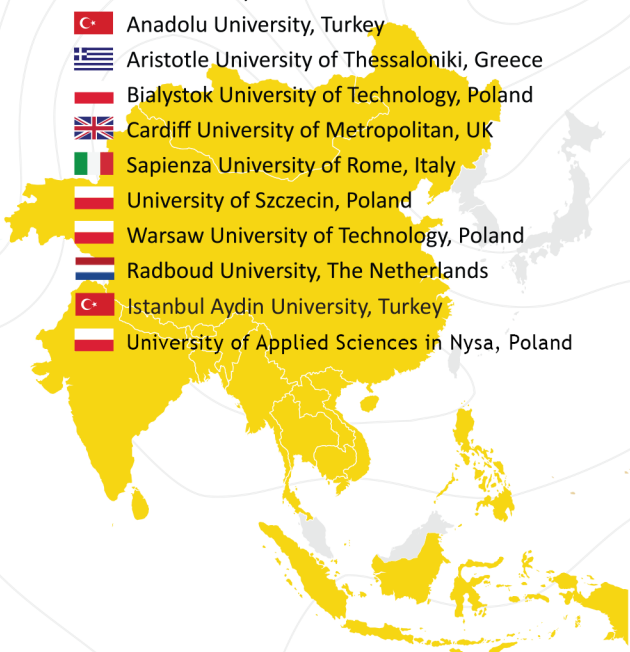 Anadolu University, Turkey
Aristotle University of Thessaloniki, Greece
Bialystok University of Technology, Poland
Cardiff University of Metropolitan, UK
Sapienza University of Rome, Italy
University of Szczecin, Poland
Warsaw University of Technology, Poland
Radboud University, The Netherlands
Istanbul Aydin University, Turkey
University of Applied Sciences in Nysa, Poland